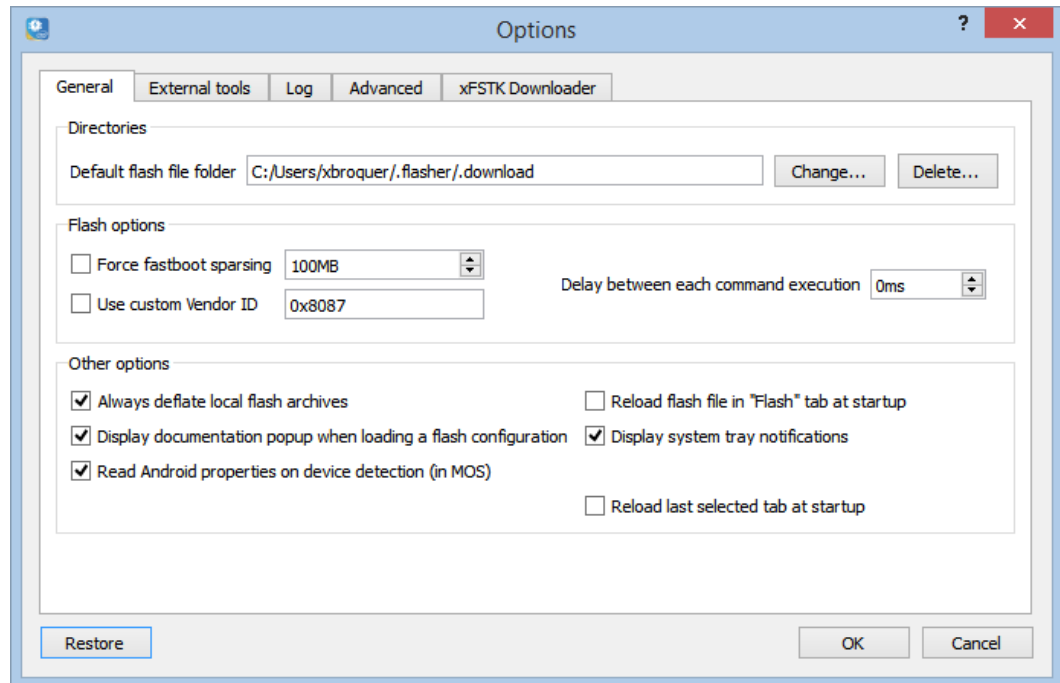 Options
?
General External tools Log Advanced xFSTK Downloader
Directories
Default flash file folder C:/Users/xbroquer/.flasher/.download Change... Delete...
Flash options
Force fastboot sparsing 100MB
Delay between each command execution 0ms
Use custom Vendor ID 0x8087
Other options
Always deflate local flash archives Reload flash file in "Flash" tab at startup
Display documentation popup when loading a flash configuration Display system tray notifications
Read Android properties on device detection (in MOS)
Reload last selected tab at startup
Restore OK Cancel